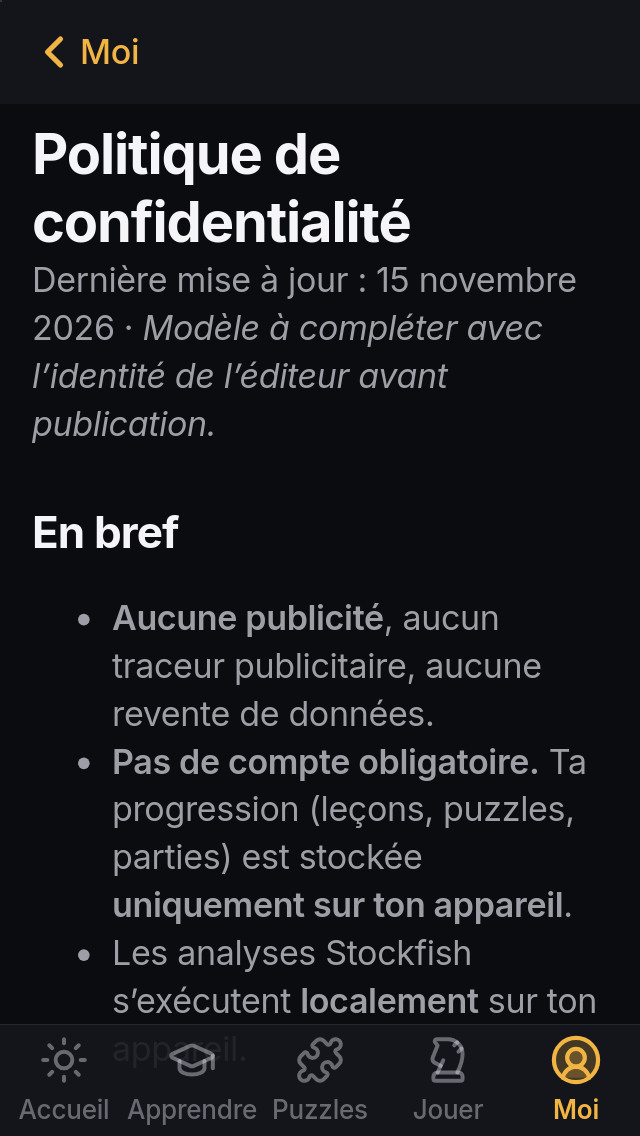 Moi
Politique de
confidentialité
Dernière mise à jour : 15 novembre
2026 · Modèle à compléter avec
l’identité de l’éditeur avant
publication.
En bref
• Aucune publicité, aucun
traceur publicitaire, aucune
revente de données.
• Pas de compte obligatoire. Ta
progression (leçons, puzzles,
parties) est stockée
uniquement sur ton appareil.
• Les analyses Stockfish
s’exécutent localement sur ton
appareil.
Accueil Apprendre Puzzles Jouer Moi